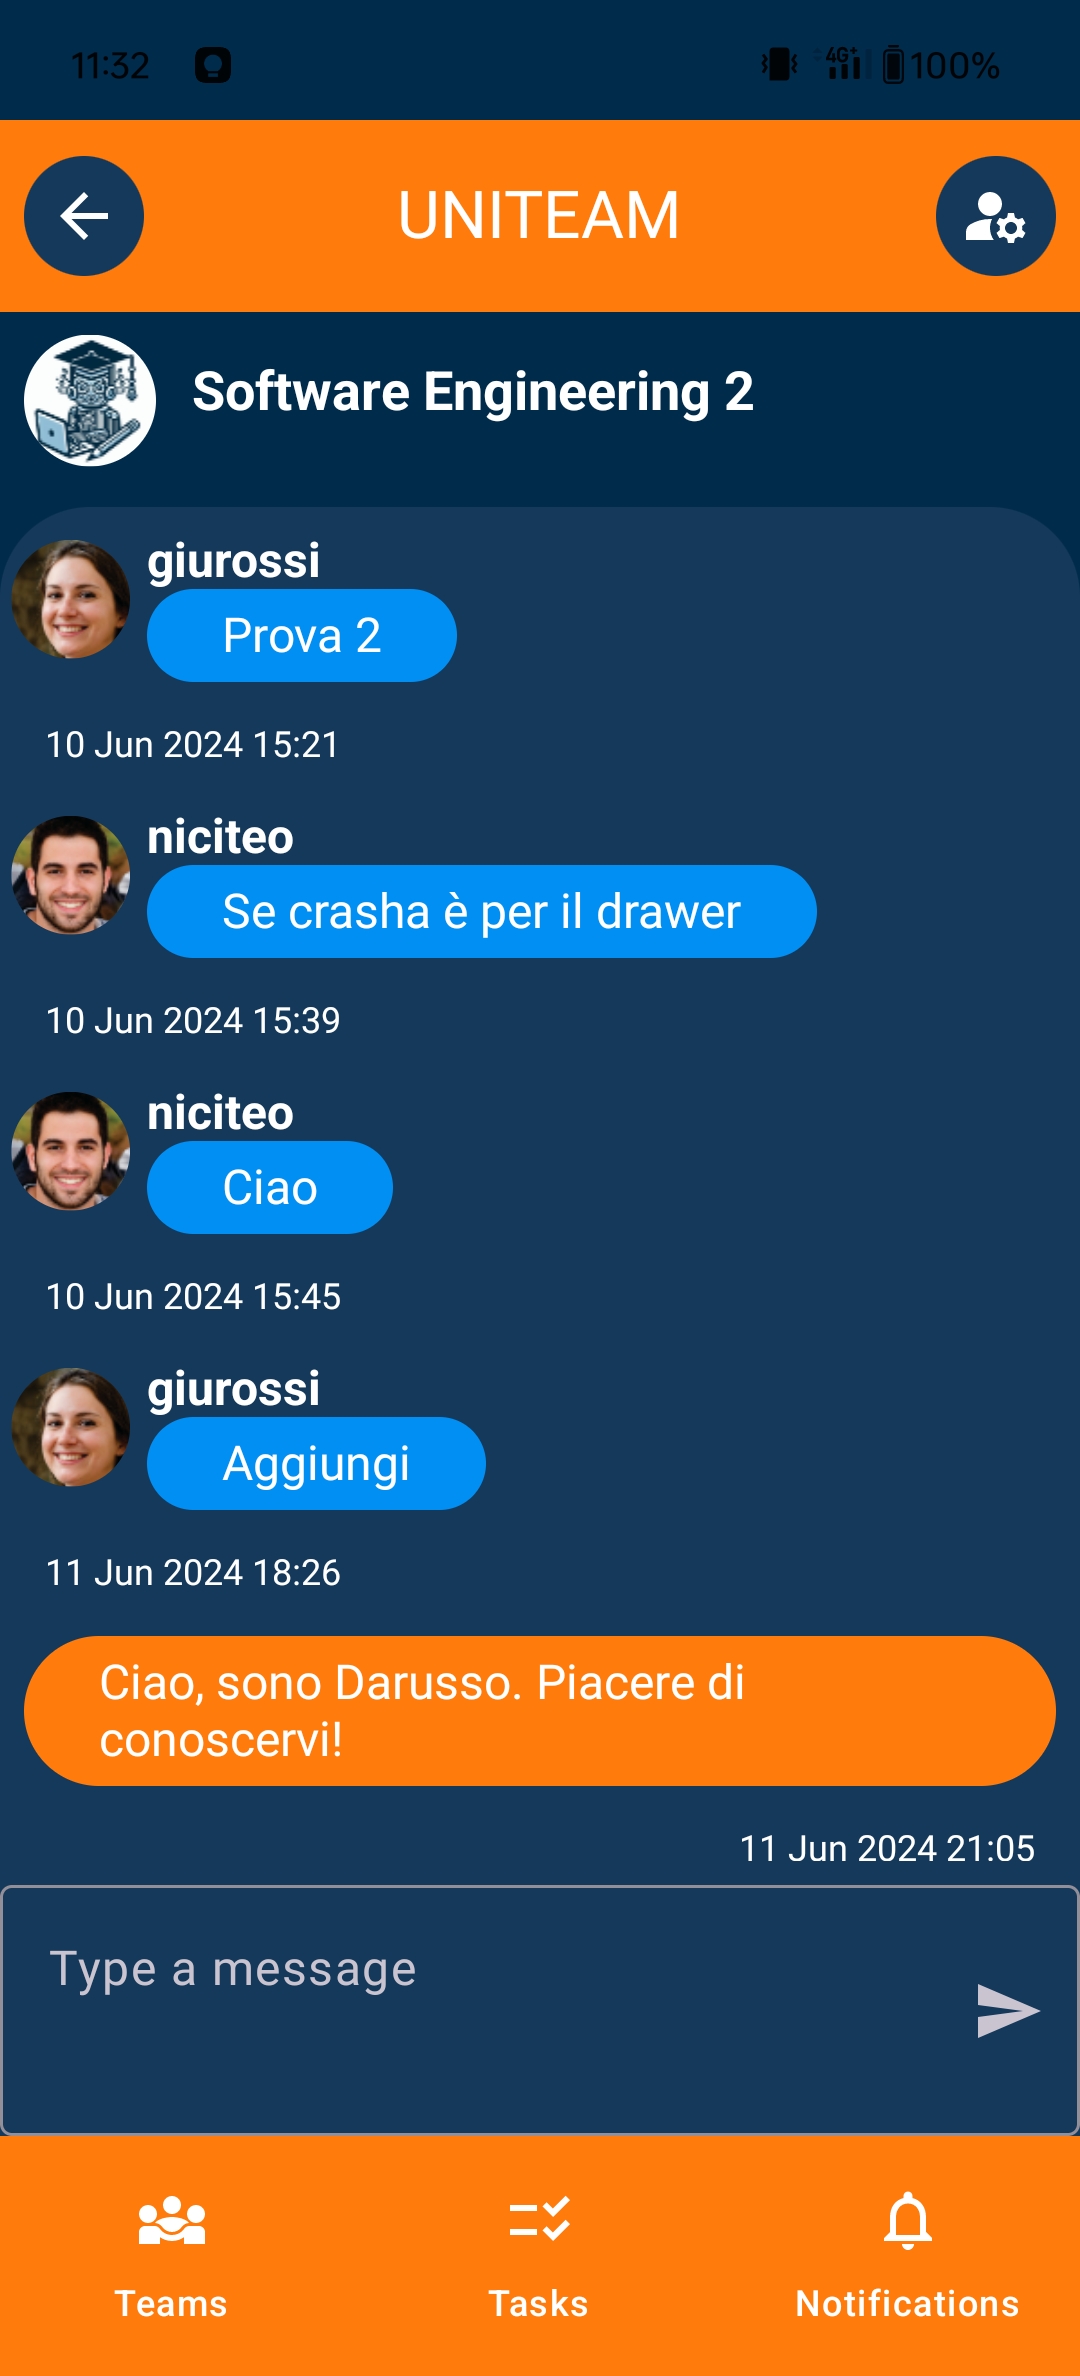 11:32
4G+
100%
UNITEAM
Software Engineering 2
giurossi
Prova 2
10 Jun 2024 15:21
niciteo
Se crasha è per il drawer
10 Jun 2024 15:39
niciteo
Ciao
10 Jun 2024 15:45
giurossi
Aggiungi
11 Jun 2024 18:26
Ciao, sono Darusso. Piacere di
conoscervi!
11 Jun 2024 21:05
Type a message
Teams
Tasks
Notifications